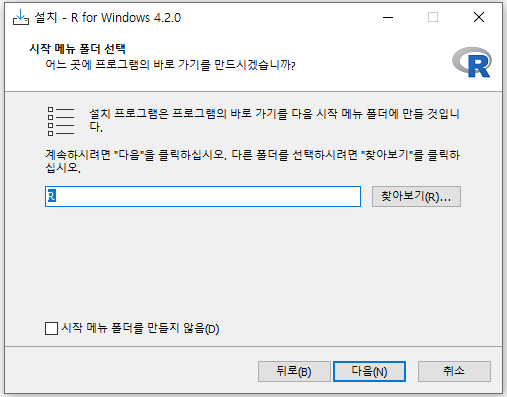 설치 - R for Windows 4.2.0
시작 메뉴 폴더 선택
어느 곳에 프로그램의 바로 가기를 만드시겠습니까?
R
설치 프로그램은 프로그램의 바로 가기를 다음 시작 메뉴 폴더에 만들 것입니
다.
계속하시려면 "다음"을 클릭하십시오. 다른 폴더를 선택하시려면 "찾아보기"를 클릭하
십시오.
R
찾아보기(R)...
시작 메뉴 폴더를 만들지 않음(D)
뒤로(B)
다음(N)
취소